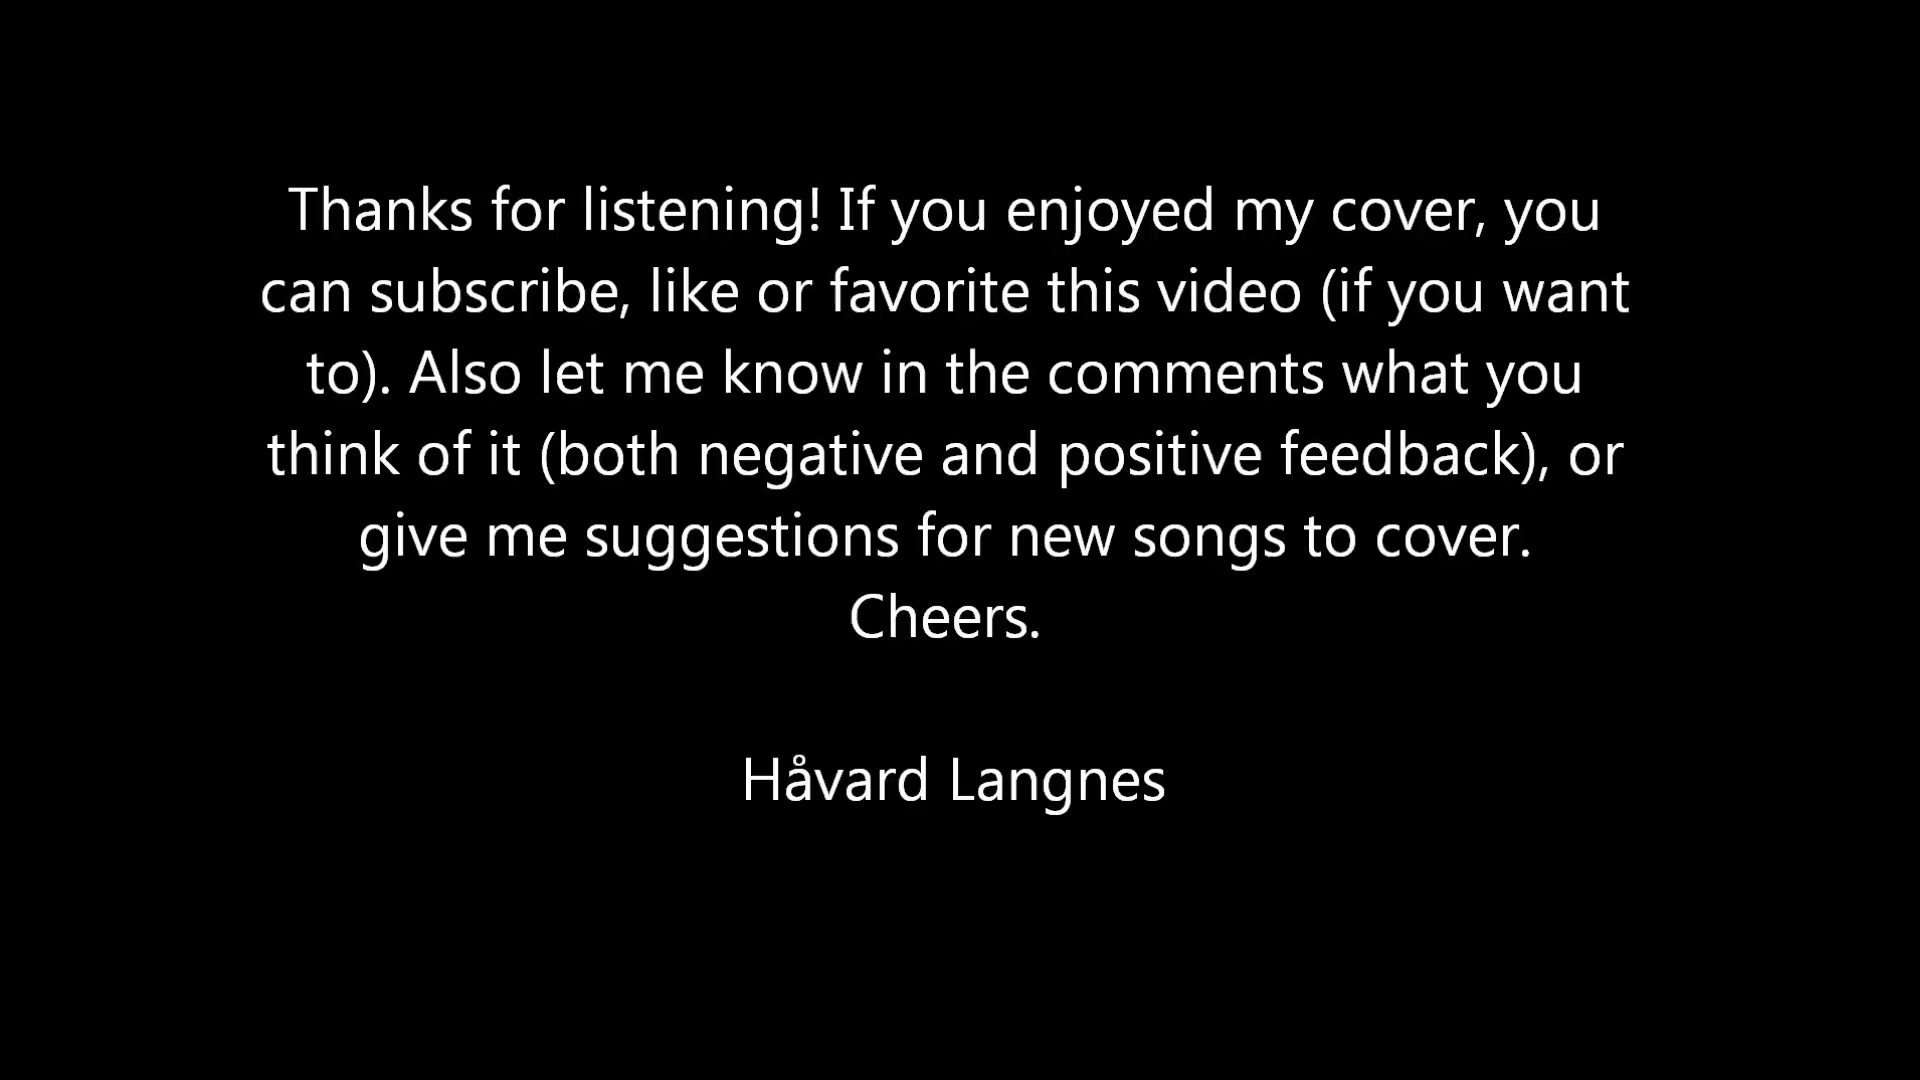 Thanks for listening! If you enjoyed my cover, you
can subscribe, like or favorite this video (if you want
to). Also let me know in the comments what you
think of it (both negative and positive feedback), or
give me suggestions for new songs to cover.
Cheers.
Håvard Langnes